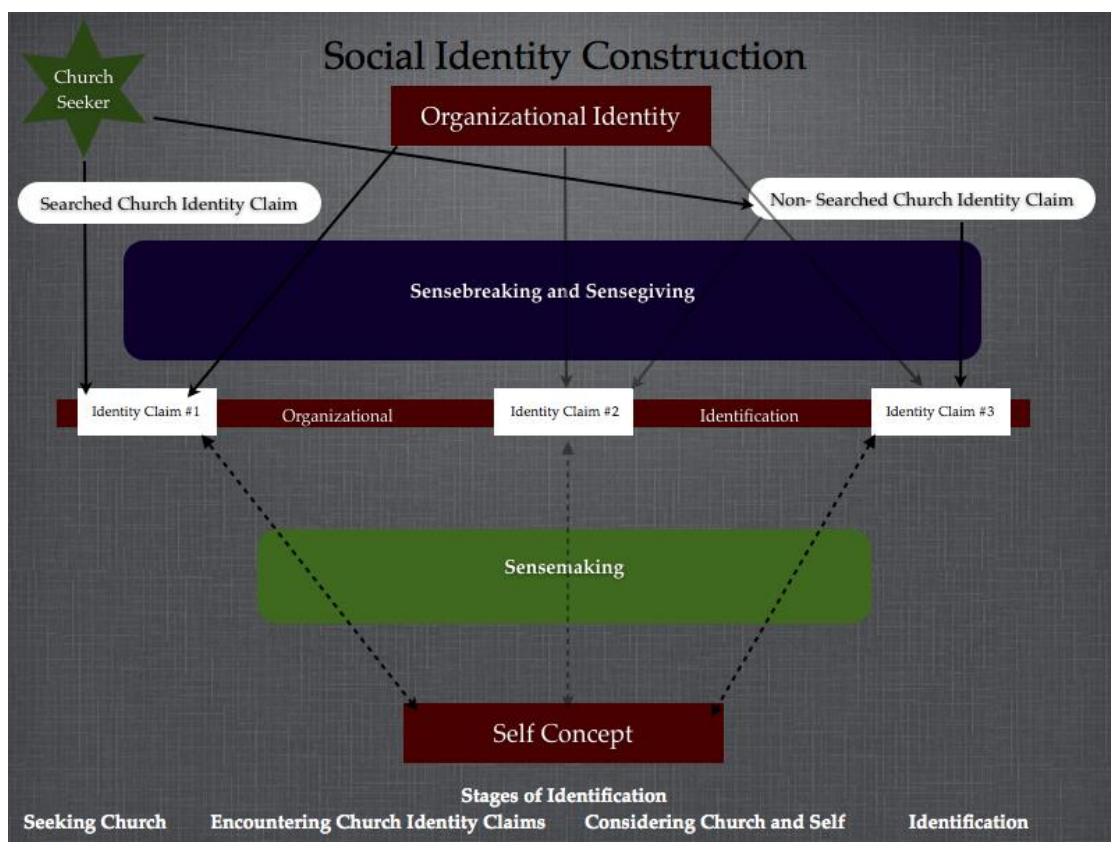 Social Identity Construction
Church
Seeker
Organizational Identity
Searched Church Identity Claim
Non- Searched Church Identity Claim
Sensebreaking and Sensegiving
Identity Claim #1
Organizational
Identity Claim #2
Identification
Identity Claim #3
Sensemaking
Self Concept
Stages of Identification
Seeking Church
Encountering Church Identity Claims
Considering Church and Self
Identification